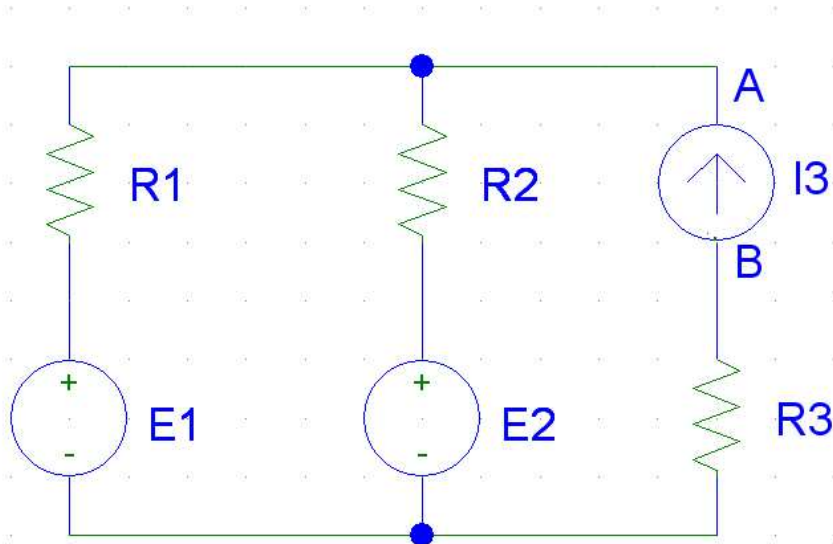 A
R1
R2
I3
B
+
+
E1
E2
R3
-
-